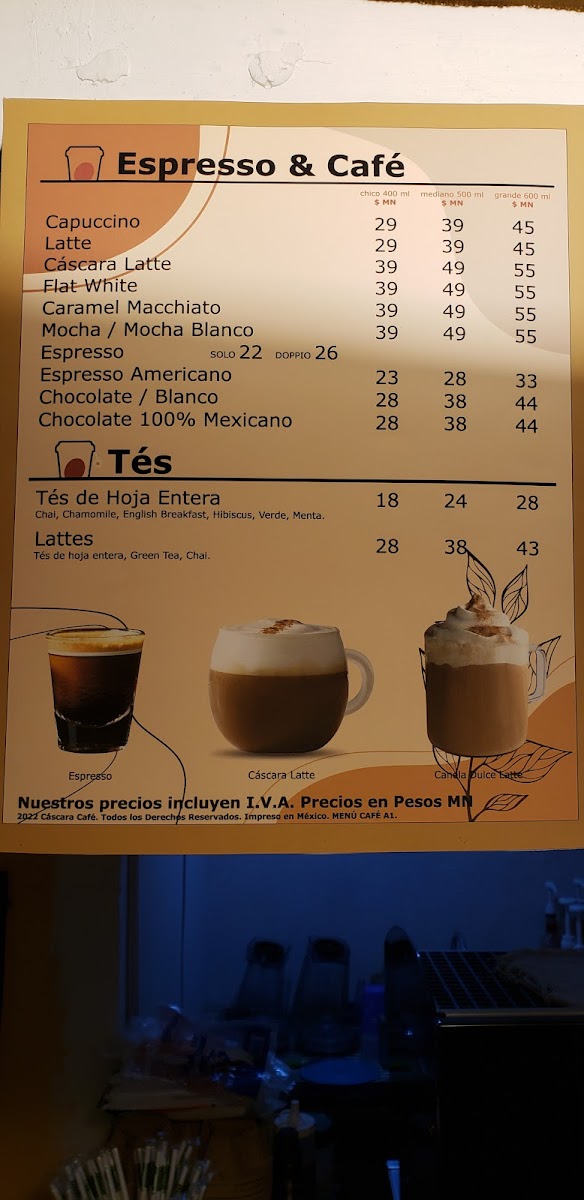 Espresso & Café
chico 400 ml mediano 500 ml grande 600 ml
$ MN $ MN $ MN
Capuccino 29 39 45
Latte 29 39 45
Cáscara Latte 39 49 55
Flat White 39 49 55
Caramel Macchiato 39 49 55
Mocha / Mocha Blanco 39 49 55
Espresso SOLO 22 DOPPIO 26
Espresso Americano 23 28 33
Chocolate / Blanco 28 38 44
Chocolate 100% Mexicano 28 38 44
Tés
Tés de Hoja Entera 18 24 28
Chai, Chamomile, English Breakfast, Hibiscus, Verde, Menta.
Lattes 28 38 43
Tés de hoja entera, Green Tea, Chai.
Espresso Cáscara Latte Canela Dulce Latte
Nuestros precios incluyen I.V.A. Precios en Pesos MN
2022 Cáscara Café. Todos los Derechos Reservados. Impreso en México. MENÚ CAFÉ A1.